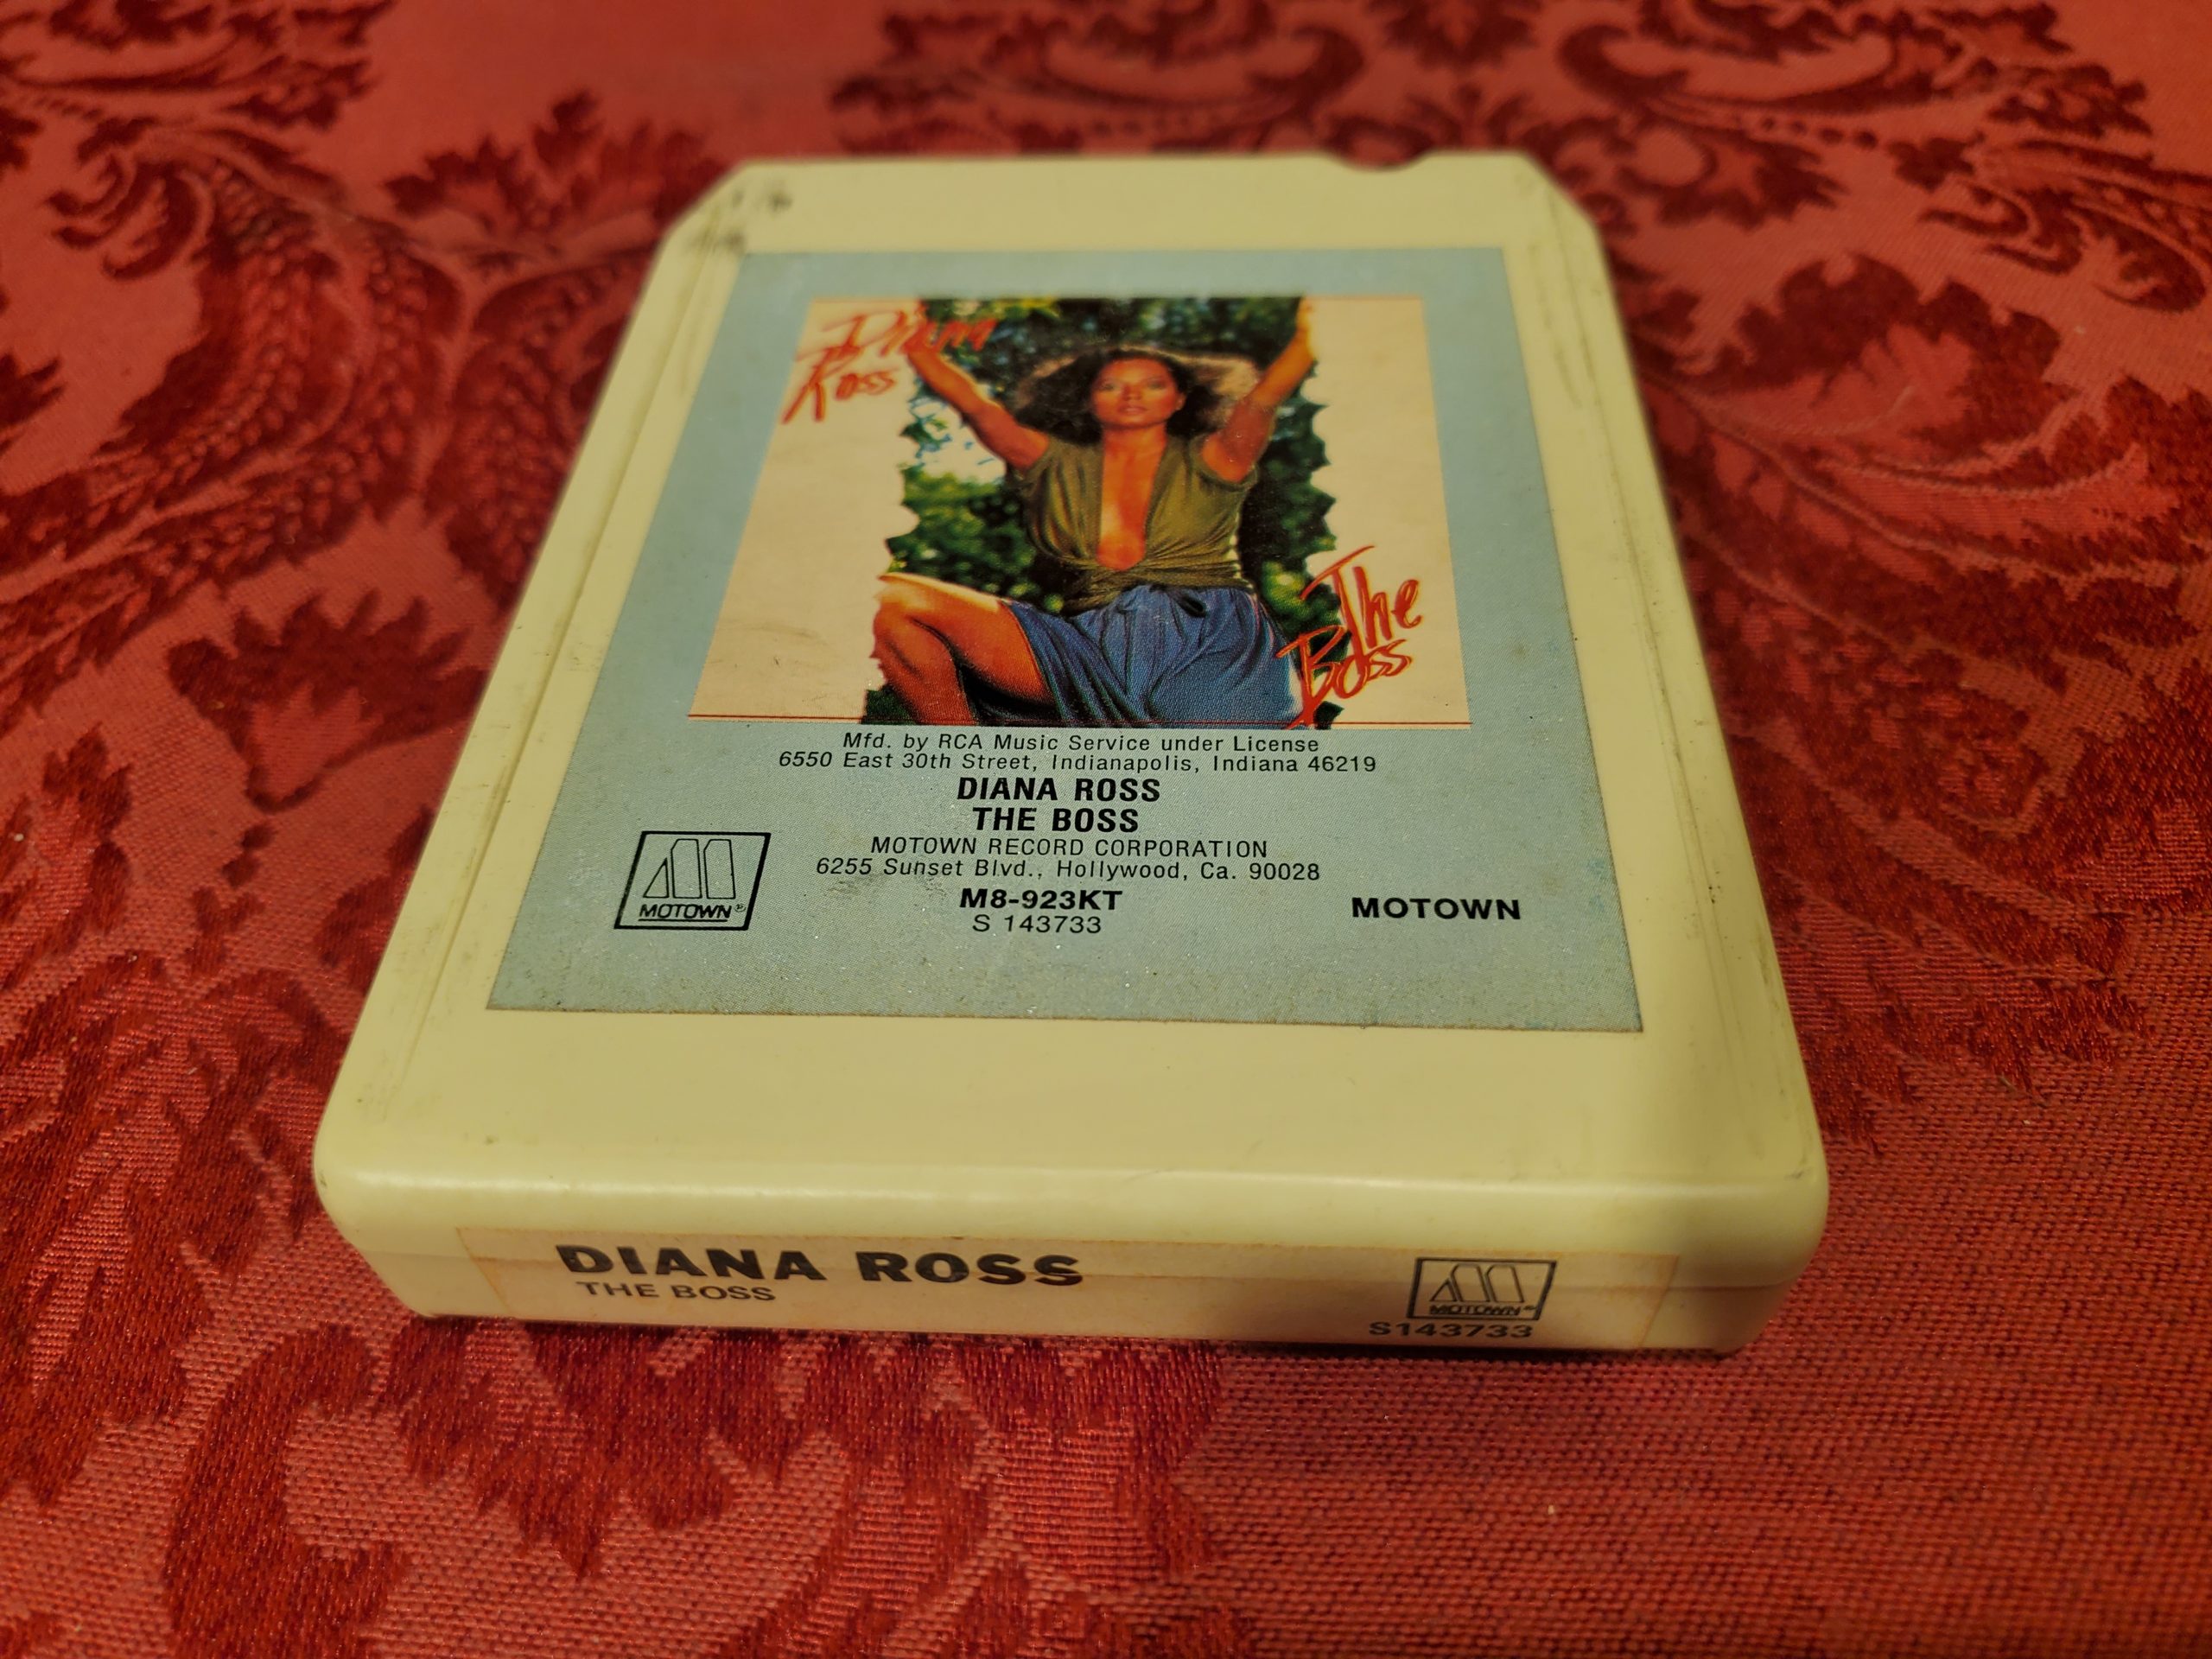 Diana
Ross
The
Boss
Mfd. by RCA Music Service under License
6550 East 30th Street, Indianapolis, Indiana 46219
DIANA ROSS
THE BOSS
MOTOWN RECORD CORPORATION
6255 Sunset Blvd., Hollywood, Ca. 90028
M8-923KT
S 143733
MOTOWN®
MOTOWN
DIANA ROSS
THE BOSS
MOTOWN®
S143733